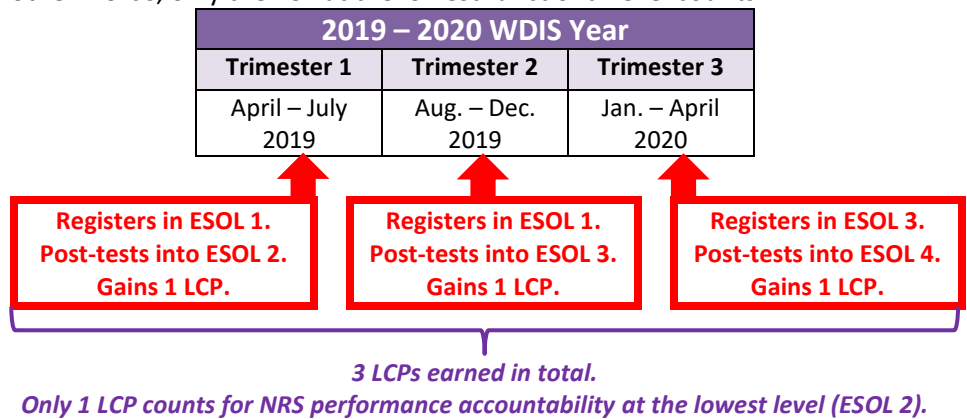 2019 – 2020 WDIS Year
Trimester 1 Trimester 2 Trimester 3
April – July Aug. – Dec. Jan. – April
2019 2019 2020
Registers in ESOL 1.
Post-tests into ESOL 2.
Gains 1 LCP.
Registers in ESOL 1.
Post-tests into ESOL 3.
Gains 1 LCP.
Registers in ESOL 3.
Post-tests into ESOL 4.
Gains 1 LCP.
3 LCPs earned in total.
Only 1 LCP counts for NRS performance accountability at the lowest level (ESOL 2).